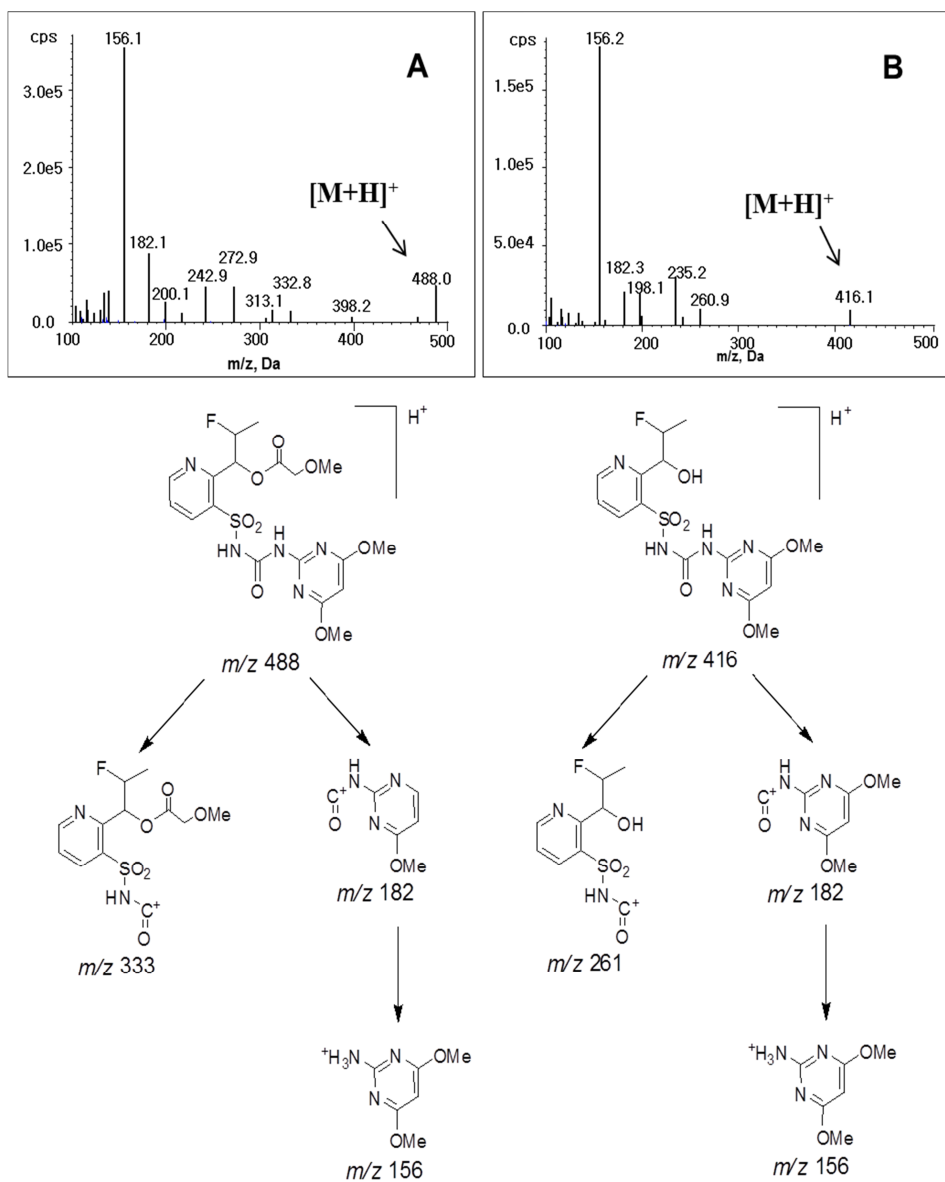 cps
156.1
A
3.0e5
2.0e5
[M+H]+
182.1
272.9
1.0e5
242.9
332.8
488.0
200.1
313.1
398.2
0.0
100
200
300
400
500
m/z, Da
cps
156.2
B
1.5e5
1.0e5
[M+H]+
5.0e4
182.3
198.1
235.2
260.9
416.1
0.0
100
200
300
400
500
m/z, Da
F
H+
N
O
O
OMe
SO2
HN
H
N
N
OMe
O
N
OMe
m/z 488
F
H+
N
OH
SO2
HN
H
N
N
OMe
O
N
OMe
m/z 416
F
N
O
O
OMe
SO2
HN
C+
O
m/z 333
H
N
N
C+
O
N
OMe
m/z 182
F
N
OH
SO2
HN
C+
O
m/z 261
H
N
N
OMe
C+
O
N
OMe
m/z 182
+H3N
N
OMe
N
OMe
m/z 156
+H3N
N
OMe
N
OMe
m/z 156